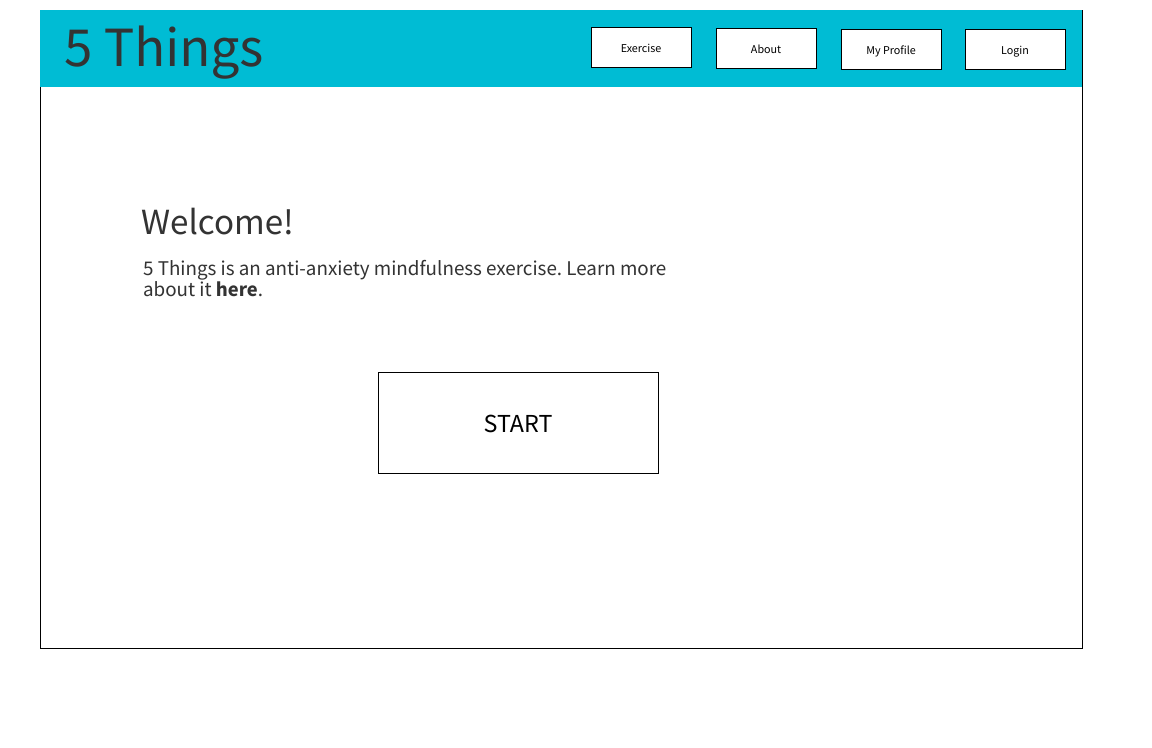 5 Things
Exercise
About
My Profile
Login
Welcome!
5 Things is an anti-anxiety mindfulness exercise. Learn more
about it here.
START